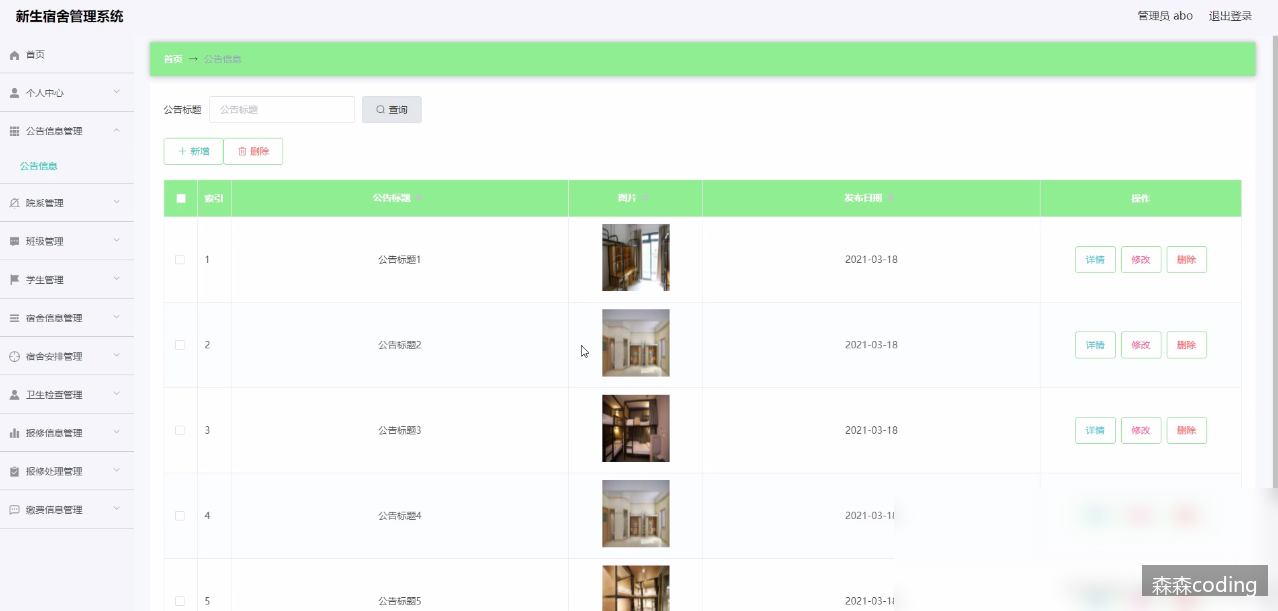 新生宿舍管理系统
管理员 abo 退出登录
首页
个人中心
公告信息管理
公告信息
院系管理
班级管理
学生管理
宿舍信息管理
宿舍安排管理
卫生检查管理
报修信息管理
报修处理管理
缴费信息管理
首页 → 公告信息
公告标题 公告标题 查询
+ 新增 删除
索引 公告标题 图片 发布日期 操作
1 公告标题1 2021-03-18 详情 修改 删除
2 公告标题2 2021-03-18 详情 修改 删除
3 公告标题3 2021-03-18 详情 修改 删除
4 公告标题4 2021-03-18
5 公告标题5 2021-03-18
森森coding